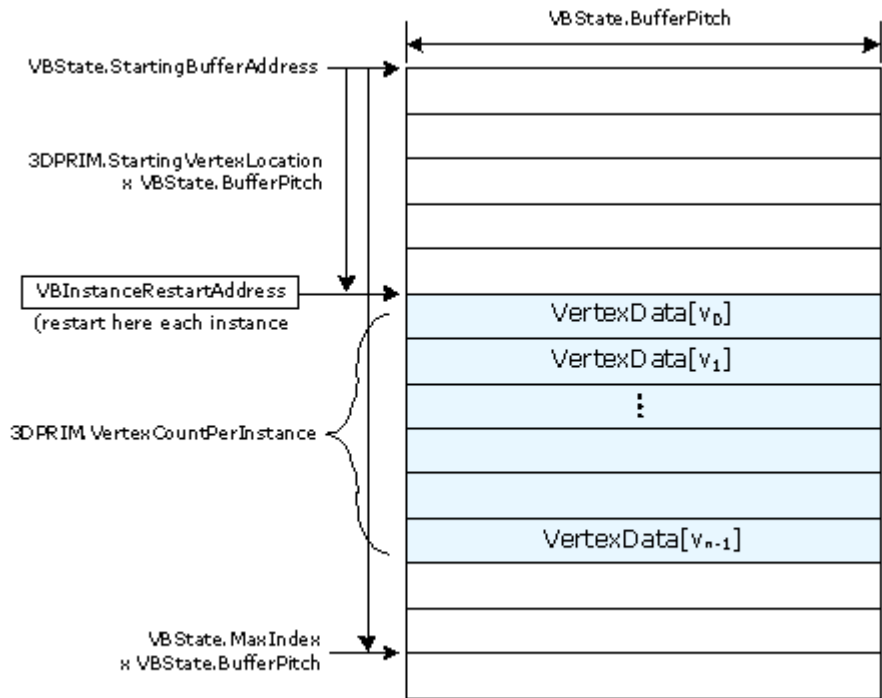 VBState.BufferPitch
VBState.StartingBufferAddress
3DPRIM.StartingVertexLocation
x VBState.BufferPitch
VBInstanceRestartAddress
(restart here each instance
VertexData[v₀]
VertexData[v₁]
⋮
3DPRIM.VertexCountPerInstance
VertexData[vₙ₋₁]
VBState.MaxIndex
x VBState.BufferPitch